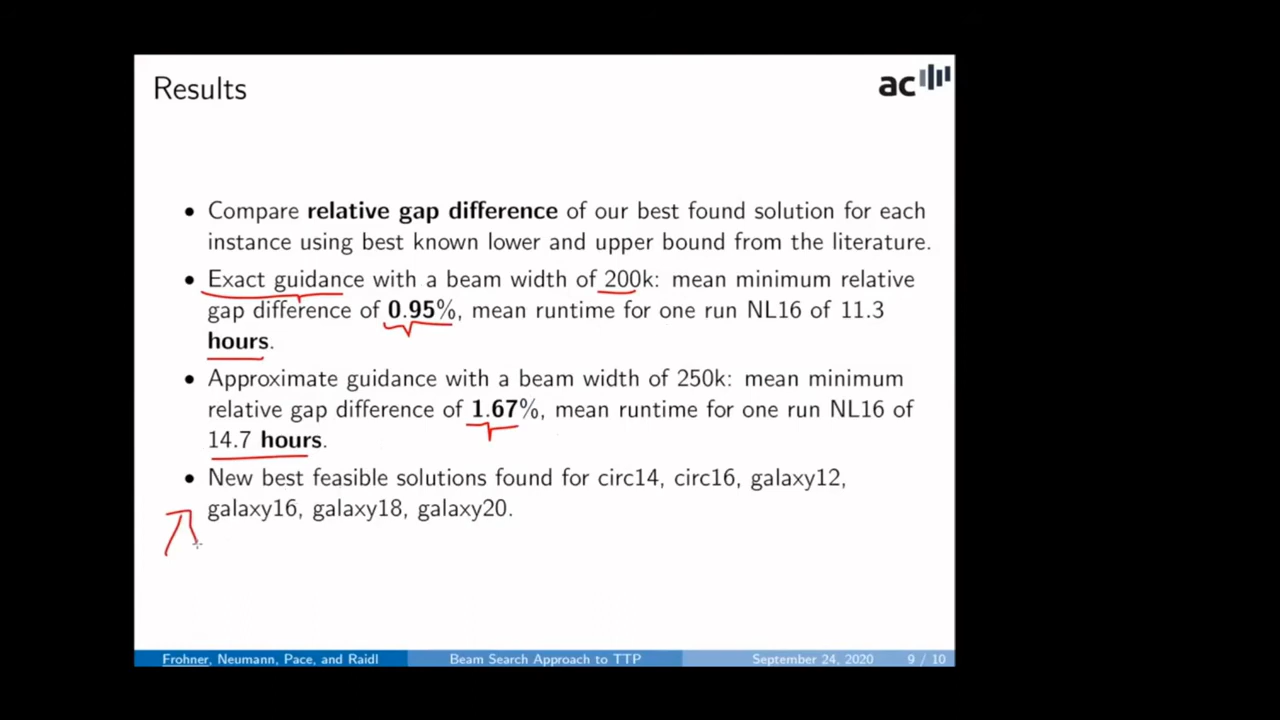 Results
ac
• Compare relative gap difference of our best found solution for each
instance using best known lower and upper bound from the literature.
• Exact guidance with a beam width of 200k: mean minimum relative
gap difference of 0.95%, mean runtime for one run NL16 of 11.3
hours.
• Approximate guidance with a beam width of 250k: mean minimum
relative gap difference of 1.67%, mean runtime for one run NL16 of
14.7 hours.
• New best feasible solutions found for circ14, circ16, galaxy12,
galaxy16, galaxy18, galaxy20.
Frohner, Neumann, Pace, and Raidl Beam Search Approach to TTP September 24, 2020 9 / 10